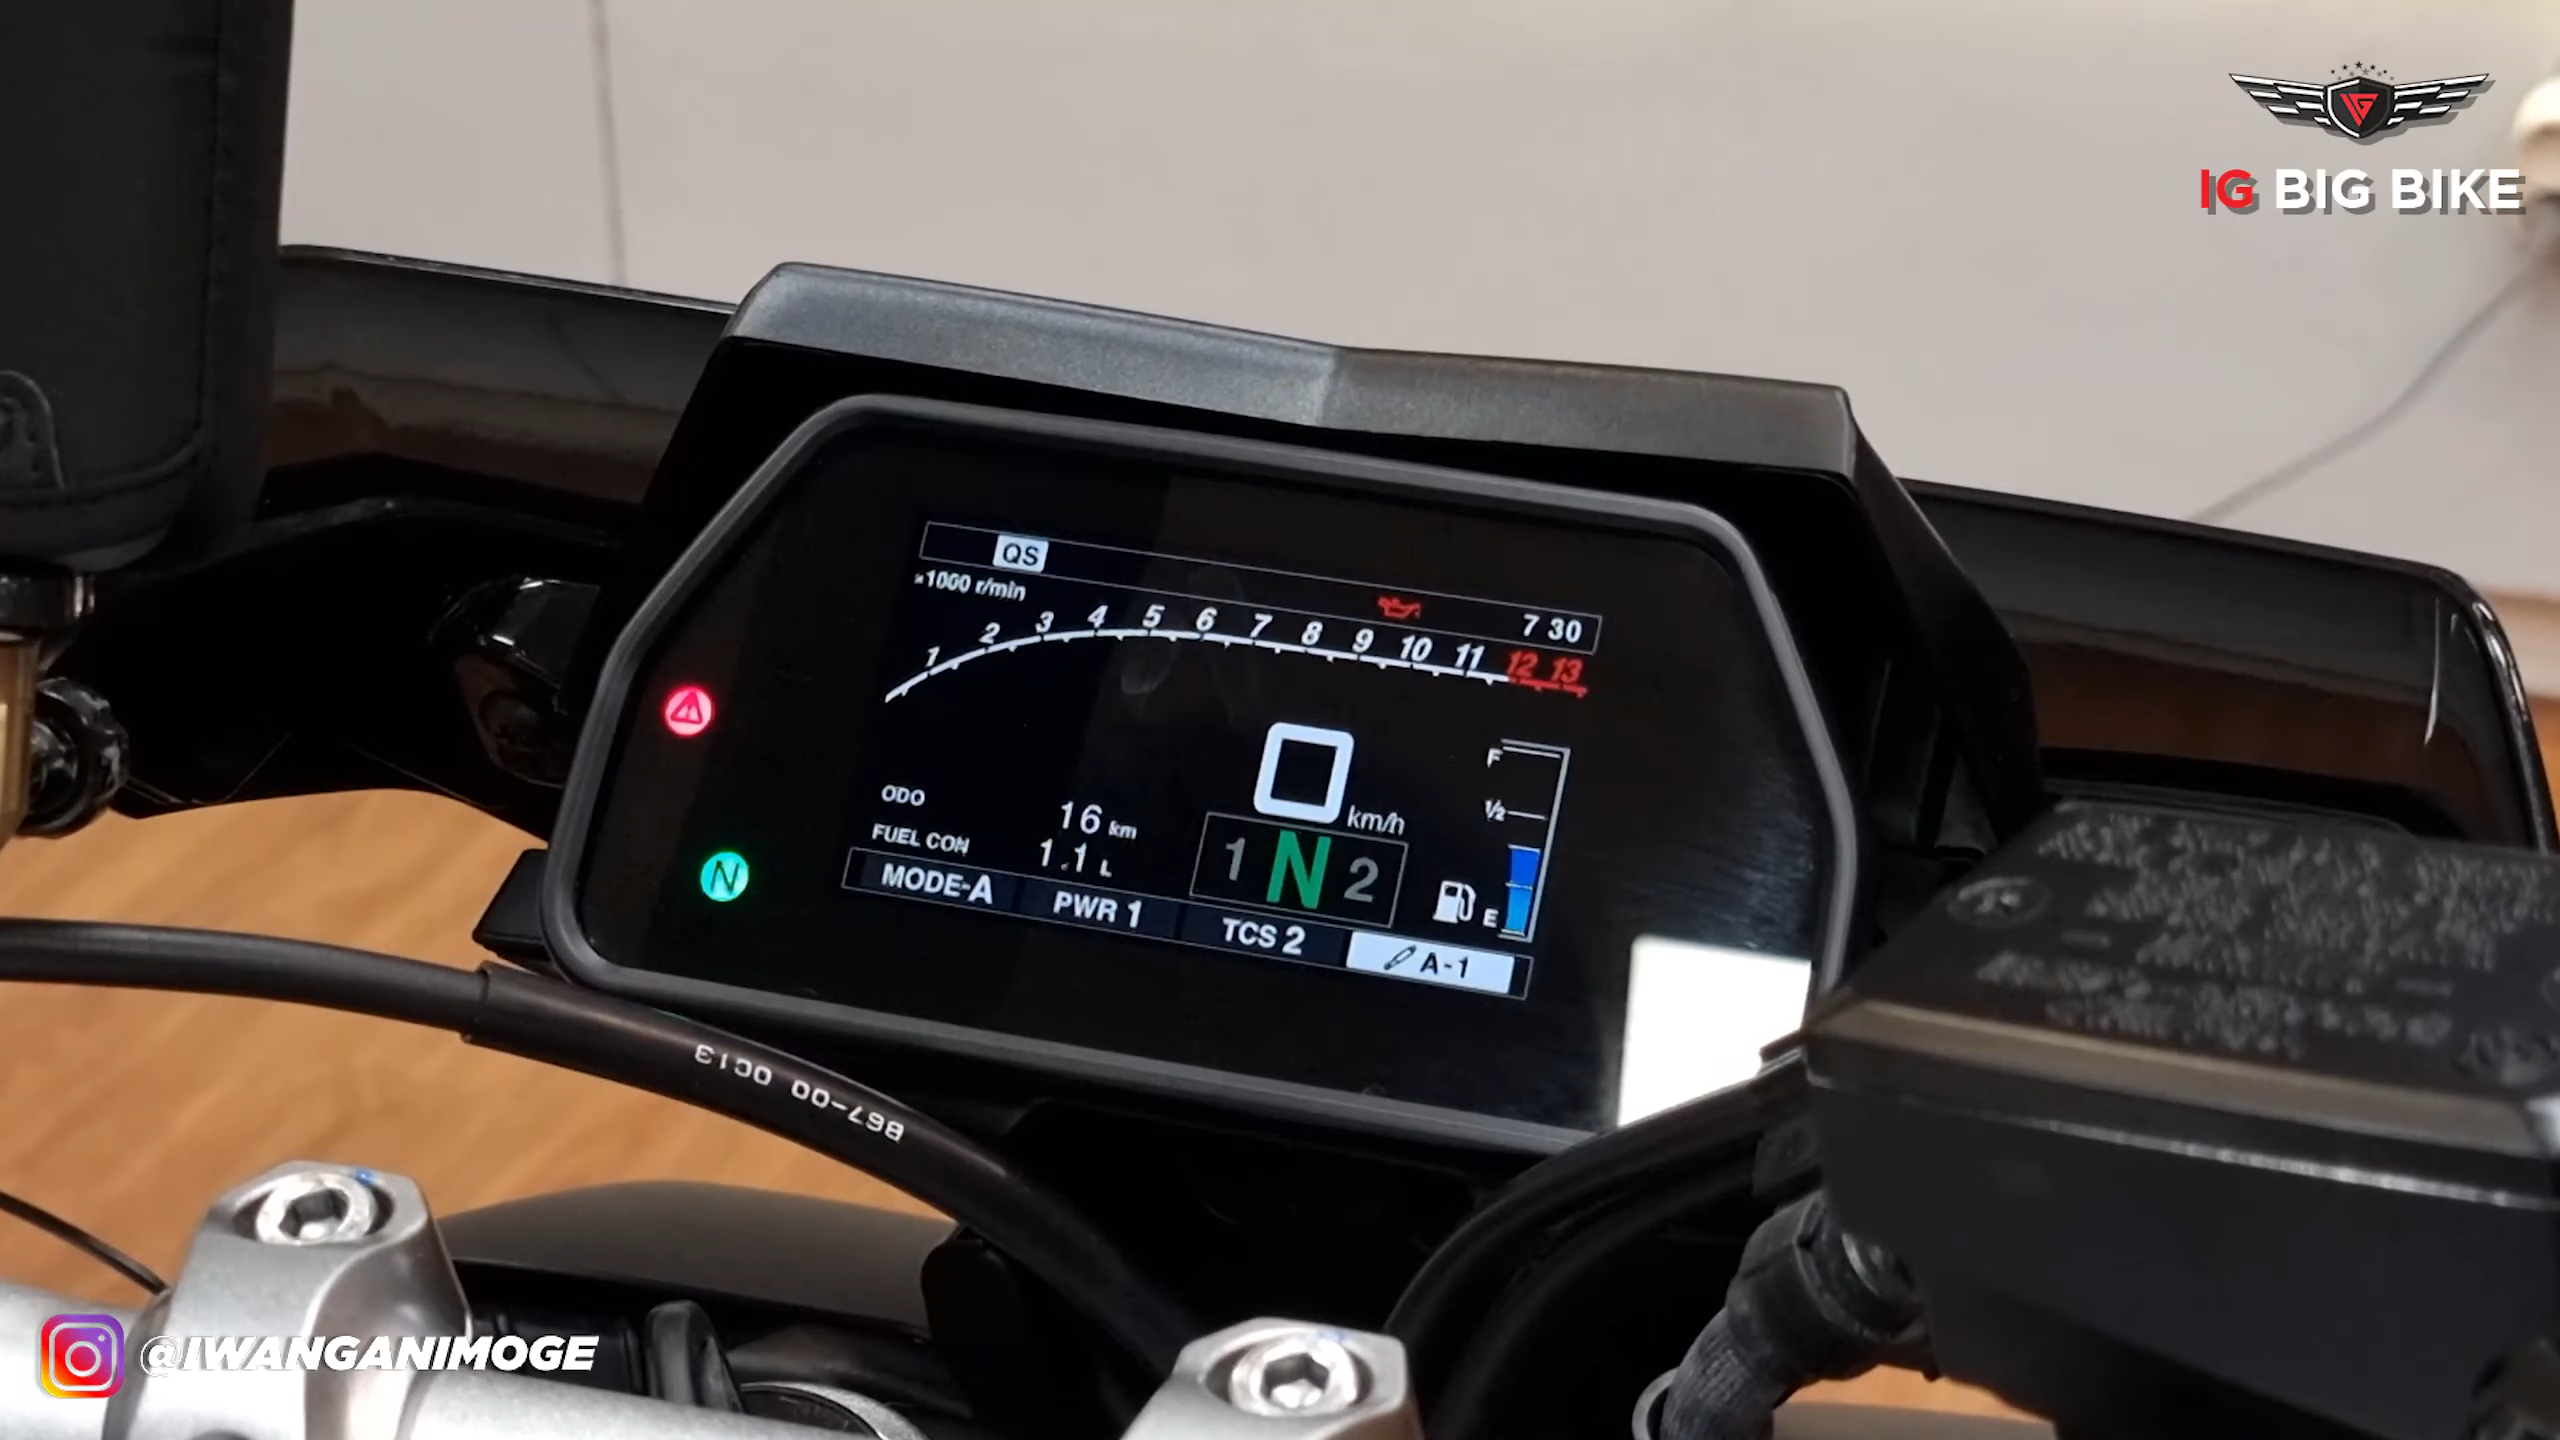 IG BIG BIKE
QS
×1000 r/min
7 30
1 2 3 4 5 6 7 8 9 10 11 12 13
0 km/h
F
1/2
E
ODO 16 km
FUEL CON 1.1 L
1 N 2
N
MODE-A PWR 1 TCS 2 A-1
B67-00 0C13
@IWANGANIMOGE